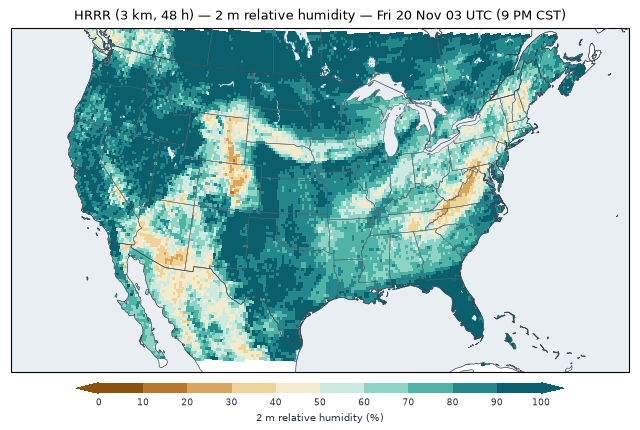 HRRR (3 km, 48 h) — 2 m relative humidity — Fri 20 Nov 03 UTC (9 PM CST)
0 10 20 30 40 50 60 70 80 90 100
2 m relative humidity (%)